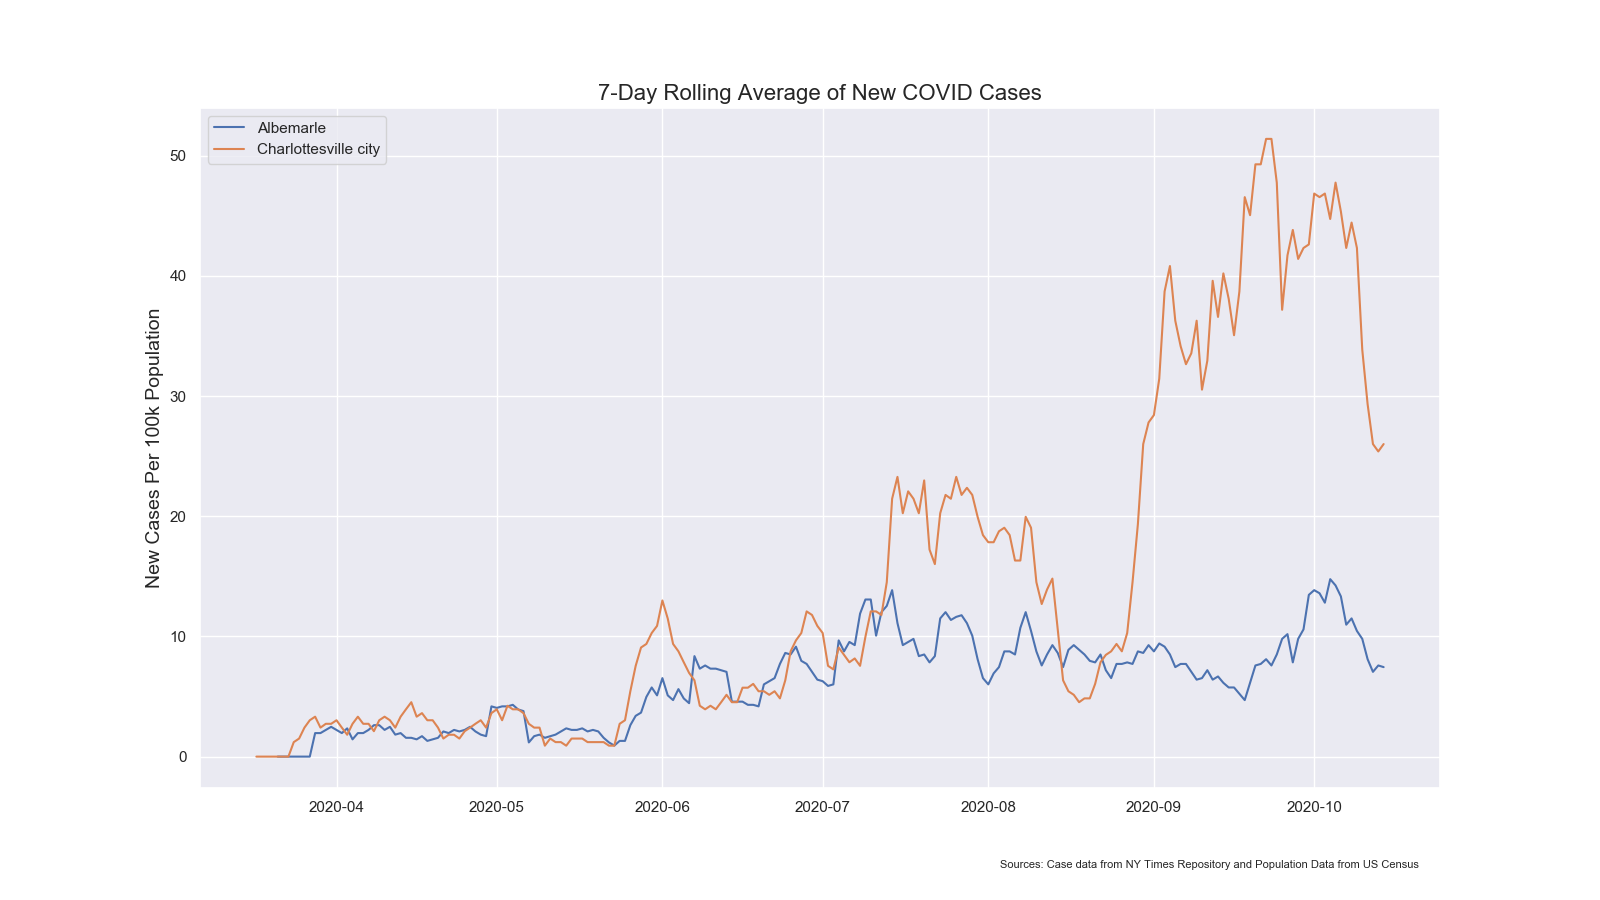 7-Day Rolling Average of New COVID Cases
Albemarle
Charlottesville city
New Cases Per 100k Population
50
40
30
20
10
0
2020-04 2020-05 2020-06 2020-07 2020-08 2020-09 2020-10
Sources: Case data from NY Times Repository and Population Data from US Census